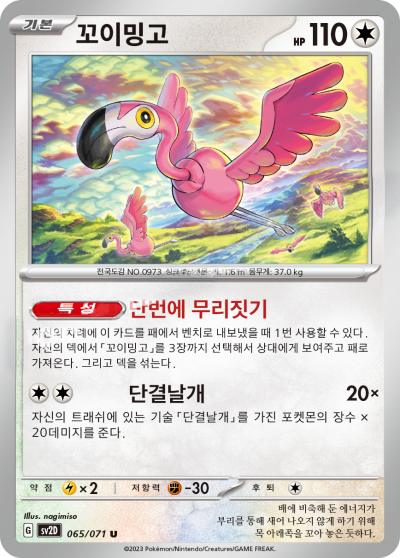 기본 꼬이밍고 HP 110
전국도감 NO.0973 싱크로포켓몬 키: 1.6 m 몸무게: 37.0 kg
특성 단번에 무리짓기
자신의 차례에 이 카드를 패에서 벤치로 내보냈을 때 1번 사용할 수 있다.
자신의 덱에서 「꼬이밍고」를 3장까지 선택해서 상대에게 보여주고 패로
가져온다. 그리고 덱을 섞는다.
단결날개 20×
자신의 트래쉬에 있는 기술 「단결날개」를 가진 포켓몬의 장수 ×
20데미지를 준다.
약점 ×2 저항력 -30 후퇴
Illus. nagimiso
G SV2D 065/071 U
배에 비축해 둔 에너지가
부리를 통해 새어 나오지 않게 하기 위해
목 아래쪽을 꼬아 놓은 듯하다.
©2023 Pokémon/Nintendo/Creatures/GAME FREAK.